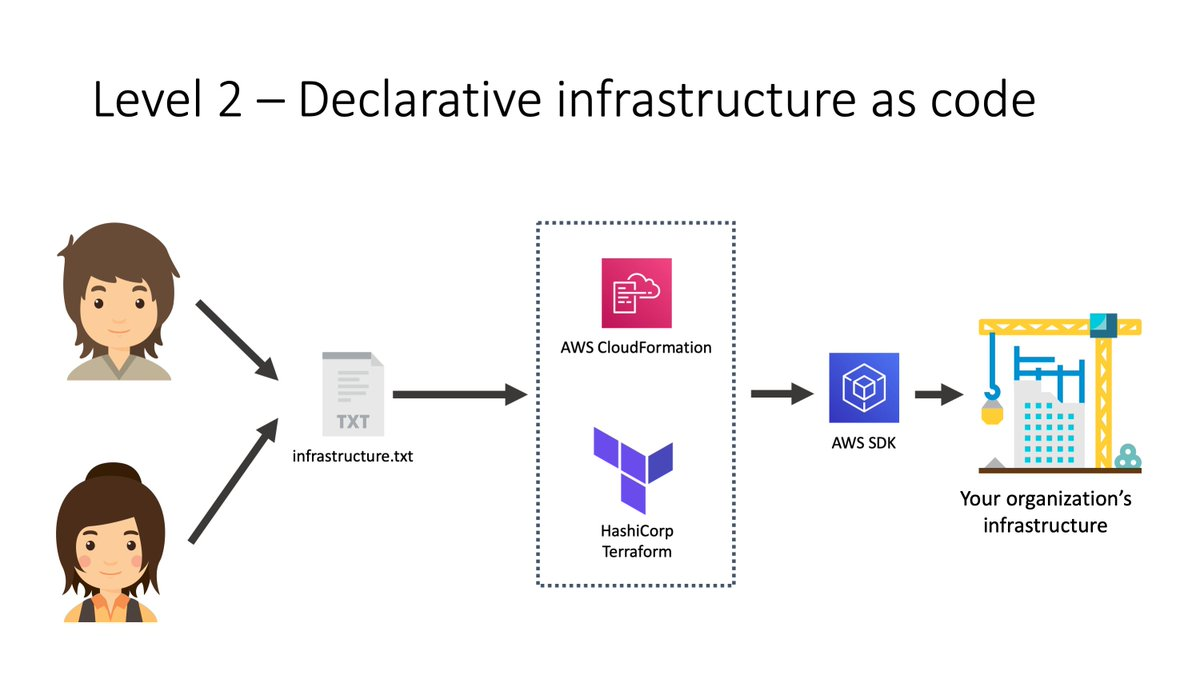 Level 2 – Declarative infrastructure as code
TXT
infrastructure.txt
AWS CloudFormation
HashiCorp
Terraform
AWS SDK
Your organization’s
infrastructure